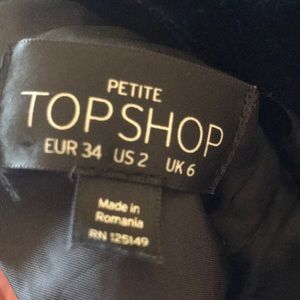 PETITE
TOPSHOP
EUR 34 US 2 UK 6
Made in
Romania
RN 125149